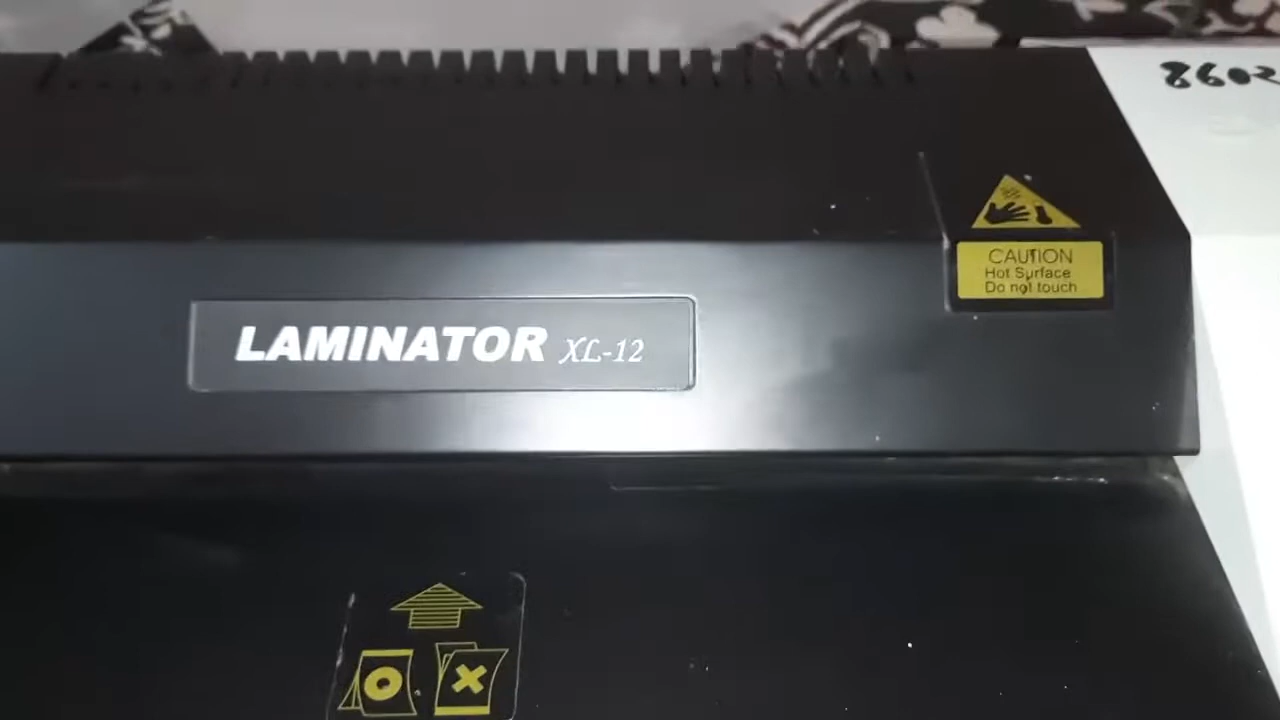 8602
LAMINATOR XL-12
CAUTION
Hot Surface
Do not touch